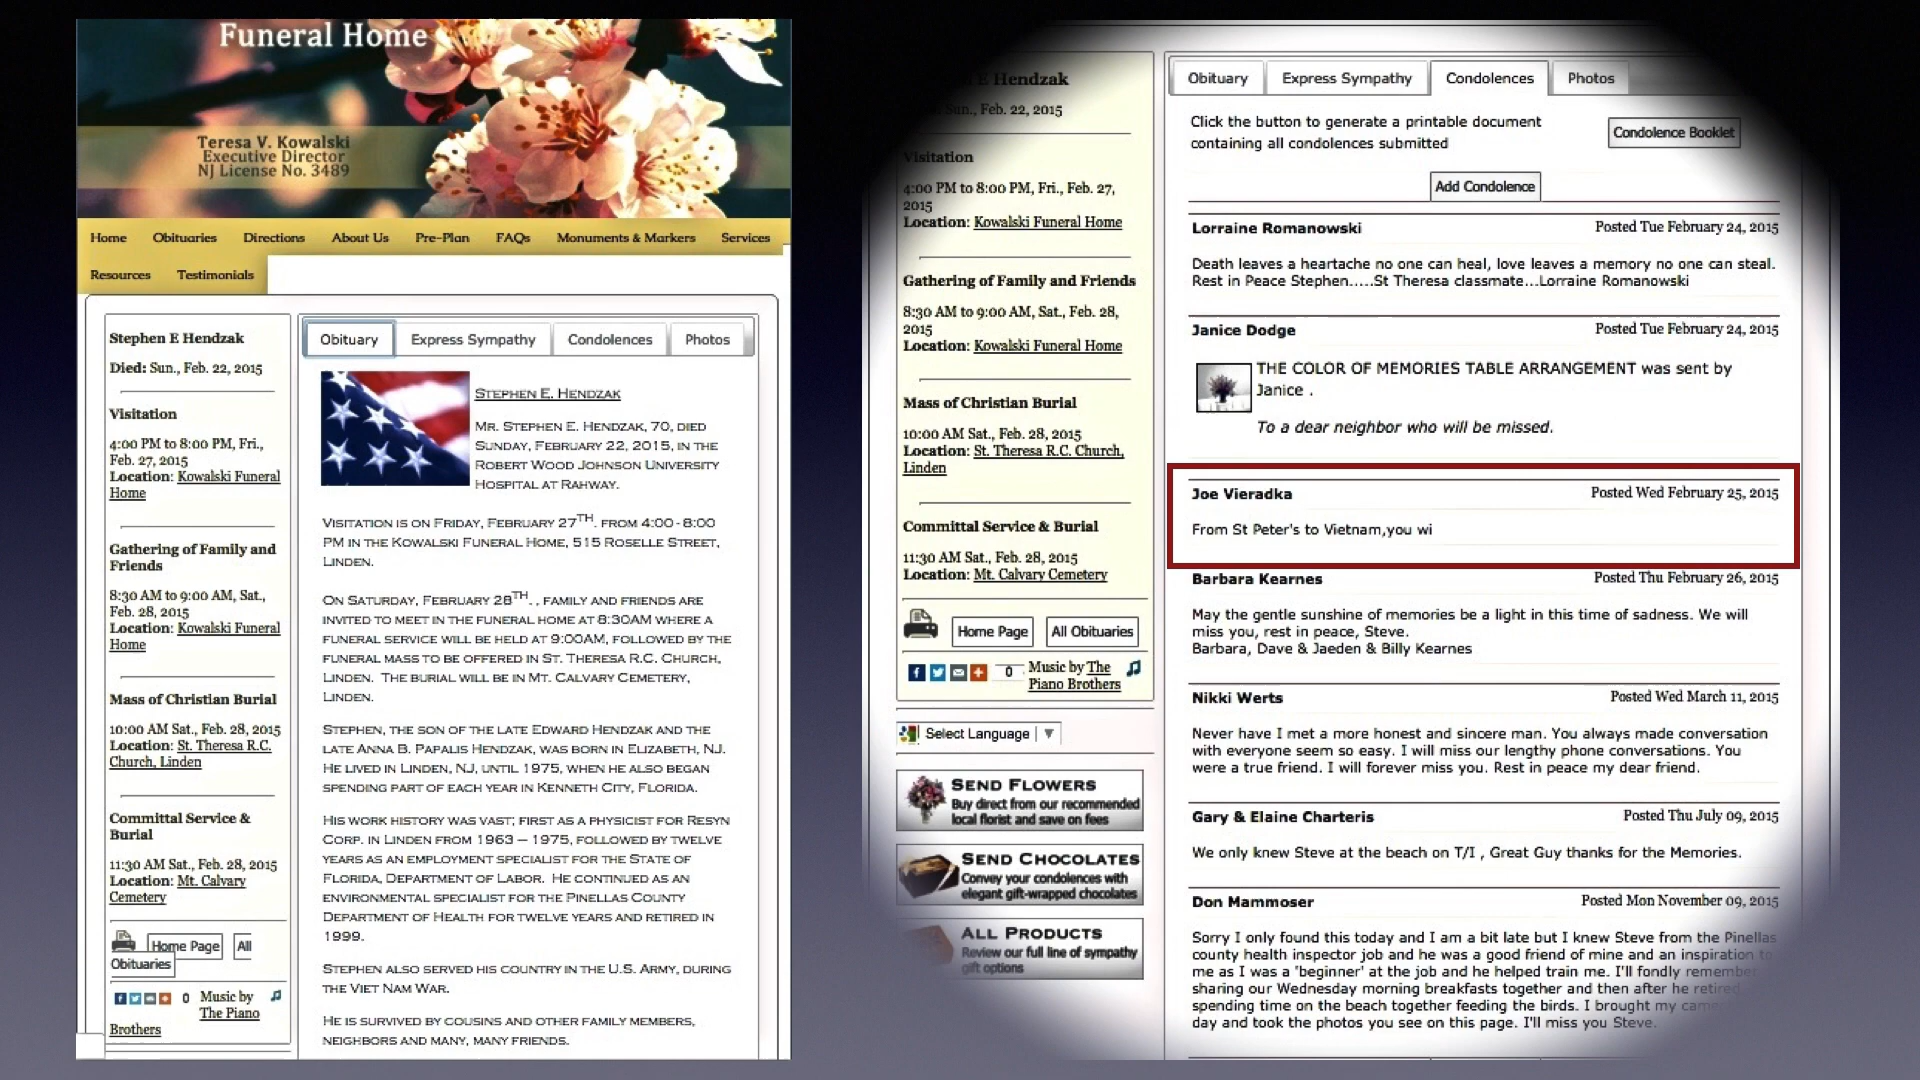 Funeral Home
Teresa V. Kowalski
Executive Director
NJ License No. 3489
Home Obituaries Directions About Us Pre-Plan FAQs Monuments & Markers Services
Resources Testimonials
Stephen E Hendzak
Died: Sun., Feb. 22, 2015
Visitation
4:00 PM to 8:00 PM, Fri.,
Feb. 27, 2015
Location: Kowalski Funeral
Home
Gathering of Family and
Friends
8:30 AM to 9:00 AM, Sat.,
Feb. 28, 2015
Location: Kowalski Funeral
Home
Mass of Christian Burial
10:00 AM Sat., Feb. 28, 2015
Location: St. Theresa R.C.
Church, Linden
Committal Service &
Burial
11:30 AM Sat., Feb. 28, 2015
Location: Mt. Calvary
Cemetery
Home Page All
Obituaries
0 Music by
The Piano
Brothers
Obituary Express Sympathy Condolences Photos
STEPHEN E. HENDZAK
MR. STEPHEN E. HENDZAK, 70, DIED
SUNDAY, FEBRUARY 22, 2015, IN THE
ROBERT WOOD JOHNSON UNIVERSITY
HOSPITAL AT RAHWAY.
VISITATION IS ON FRIDAY, FEBRUARY 27TH. FROM 4:00 - 8:00
PM IN THE KOWALSKI FUNERAL HOME, 515 ROSELLE STREET,
LINDEN.
ON SATURDAY, FEBRUARY 28TH. , FAMILY AND FRIENDS ARE
INVITED TO MEET IN THE FUNERAL HOME AT 8:30AM WHERE A
FUNERAL SERVICE WILL BE HELD AT 9:00AM, FOLLOWED BY THE
FUNERAL MASS TO BE OFFERED IN ST. THERESA R.C. CHURCH,
LINDEN. THE BURIAL WILL BE IN MT. CALVARY CEMETERY,
LINDEN.
STEPHEN, THE SON OF THE LATE EDWARD HENDZAK AND THE
LATE ANNA B. PAPALIS HENDZAK, WAS BORN IN ELIZABETH, NJ.
HE LIVED IN LINDEN, NJ, UNTIL 1975, WHEN HE ALSO BEGAN
SPENDING PART OF EACH YEAR IN KENNETH CITY, FLORIDA.
HIS WORK HISTORY WAS VAST; FIRST AS A PHYSICIST FOR RESYN
CORP. IN LINDEN FROM 1963 – 1975, FOLLOWED BY TWELVE
YEARS AS AN EMPLOYMENT SPECIALIST FOR THE STATE OF
FLORIDA, DEPARTMENT OF LABOR. HE CONTINUED AS AN
ENVIRONMENTAL SPECIALIST FOR THE PINELLAS COUNTY
DEPARTMENT OF HEALTH FOR TWELVE YEARS AND RETIRED IN
1999.
STEPHEN ALSO SERVED HIS COUNTRY IN THE U.S. ARMY, DURING
THE VIET NAM WAR.
HE IS SURVIVED BY COUSINS AND OTHER FAMILY MEMBERS,
NEIGHBORS AND MANY, MANY FRIENDS.
E Hendzak
Sun., Feb. 22, 2015
Visitation
4:00 PM to 8:00 PM, Fri., Feb. 27,
2015
Location: Kowalski Funeral Home
Gathering of Family and Friends
8:30 AM to 9:00 AM, Sat., Feb. 28,
2015
Location: Kowalski Funeral Home
Mass of Christian Burial
10:00 AM Sat., Feb. 28, 2015
Location: St. Theresa R.C. Church,
Linden
Committal Service & Burial
11:30 AM Sat., Feb. 28, 2015
Location: Mt. Calvary Cemetery
Home Page All Obituaries
0 Music by The
Piano Brothers
Select Language
SEND FLOWERS
Buy direct from our recommended
local florist and save on fees
SEND CHOCOLATES
Convey your condolences with
elegant gift-wrapped chocolates
ALL PRODUCTS
Review our full line of sympathy
gift options
Obituary Express Sympathy Condolences Photos
Click the button to generate a printable document
containing all condolences submitted
Condolence Booklet
Add Condolence
Lorraine Romanowski Posted Tue February 24, 2015
Death leaves a heartache no one can heal, love leaves a memory no one can steal.
Rest in Peace Stephen.....St Theresa classmate...Lorraine Romanowski
Janice Dodge Posted Tue February 24, 2015
THE COLOR OF MEMORIES TABLE ARRANGEMENT was sent by
Janice .
To a dear neighbor who will be missed.
Joe Vieradka Posted Wed February 25, 2015
From St Peter's to Vietnam,you wi
Barbara Kearnes Posted Thu February 26, 2015
May the gentle sunshine of memories be a light in this time of sadness. We will
miss you, rest in peace, Steve.
Barbara, Dave & Jaeden & Billy Kearnes
Nikki Werts Posted Wed March 11, 2015
Never have I met a more honest and sincere man. You always made conversation
with everyone seem so easy. I will miss our lengthy phone conversations. You
were a true friend. I will forever miss you. Rest in peace my dear friend.
Gary & Elaine Charteris Posted Thu July 09, 2015
We only knew Steve at the beach on T/I , Great Guy thanks for the Memories.
Don Mammoser Posted Mon November 09, 2015
Sorry I only found this today and I am a bit late but I knew Steve from the Pinellas
county health inspector job and he was a good friend of mine and an inspiration to
me as I was a 'beginner' at the job and he helped train me. I'll fondly remember
sharing our Wednesday morning breakfasts together and then after he retired
spending time on the beach together feeding the birds. I brought my
day and took the photos you see on this page. I'll miss you Steve.